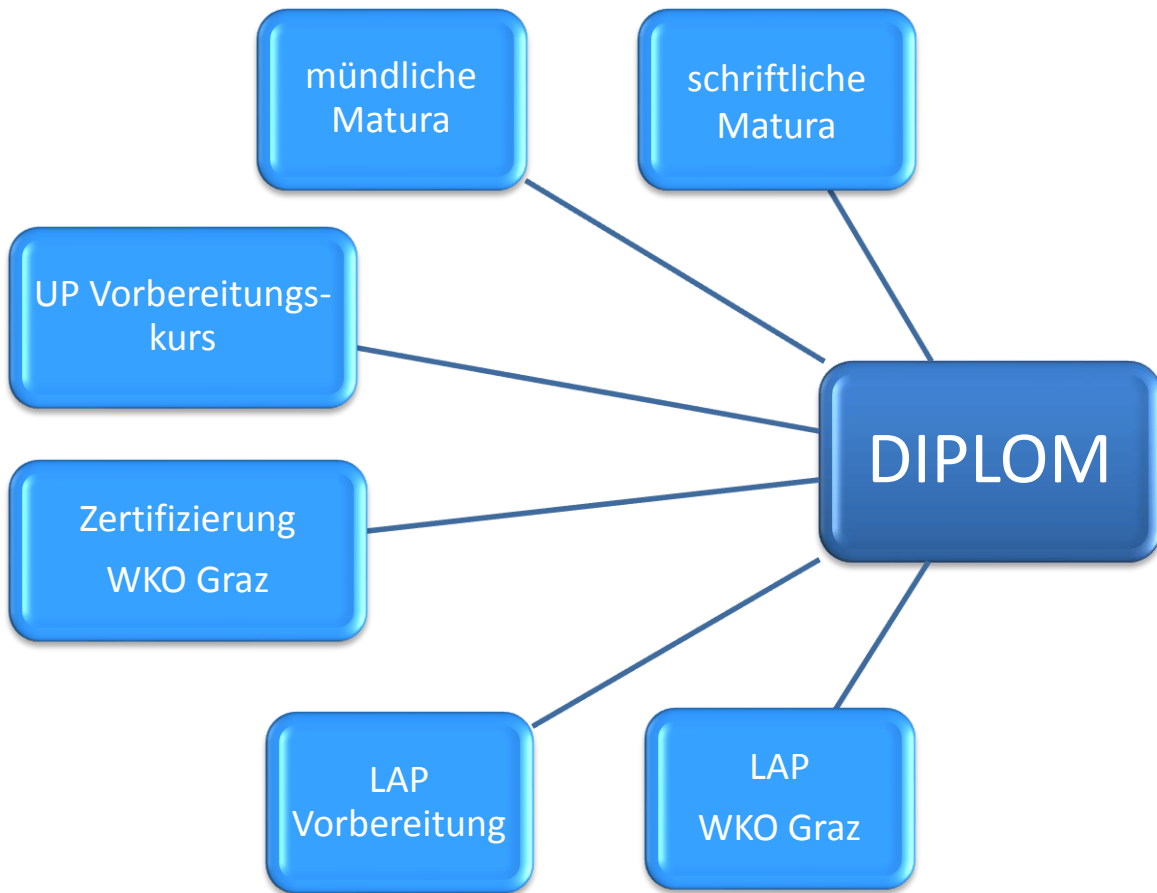 mündliche
Matura
schriftliche
Matura
UP Vorbereitungs-
kurs
DIPLOM
Zertifizierung
WKO Graz
LAP
Vorbereitung
LAP
WKO Graz